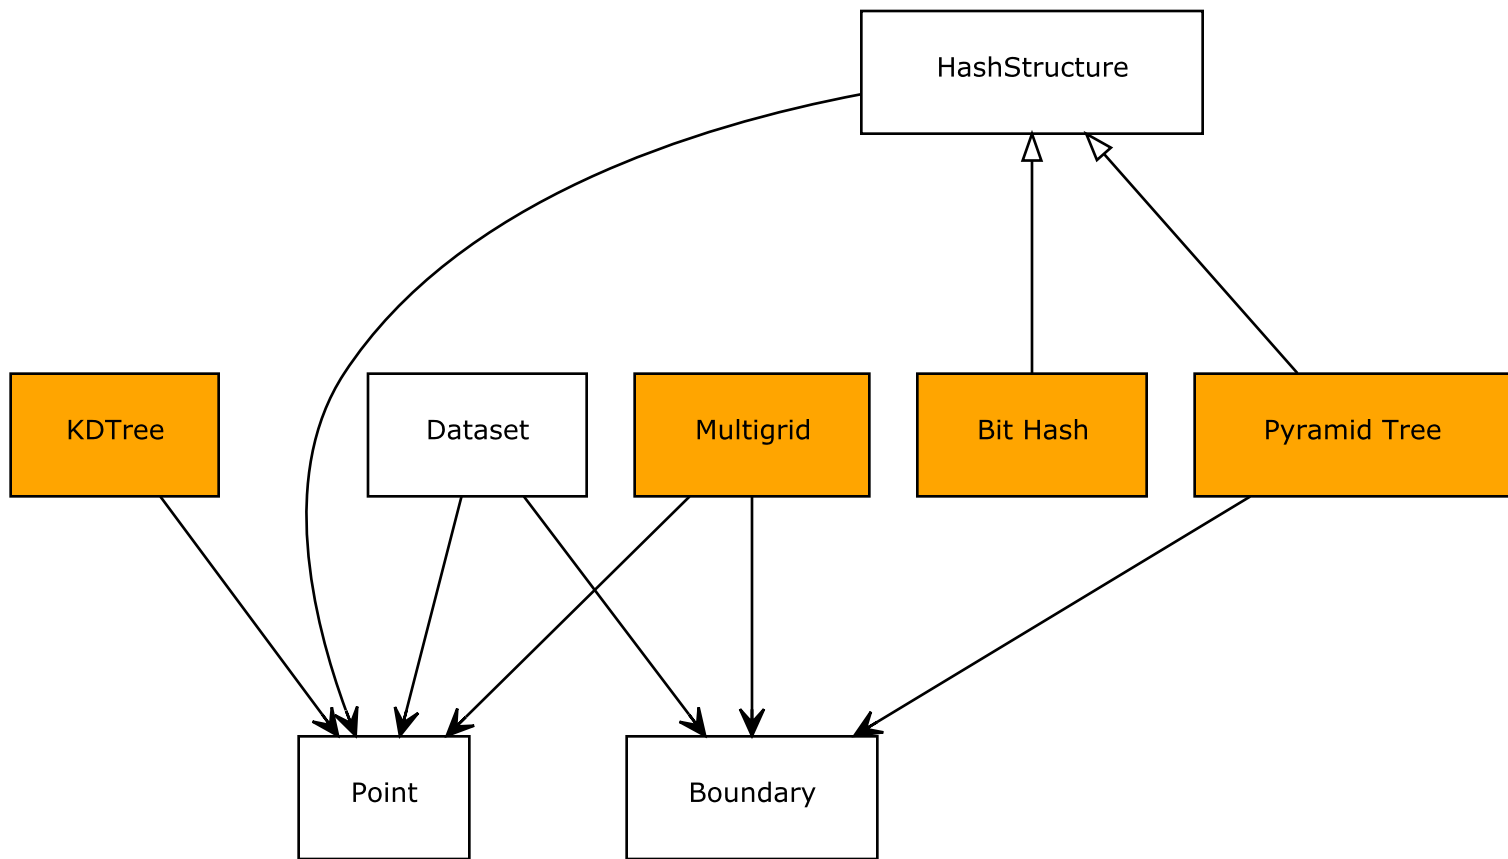 HashStructure
KDTree
Dataset
Multigrid
Bit Hash
Pyramid Tree
Point
Boundary